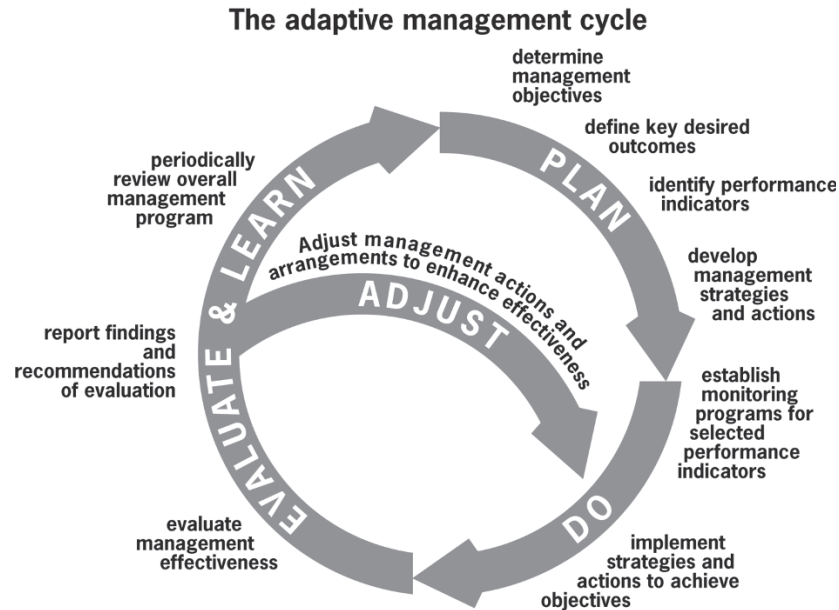 The adaptive management cycle
determine
management
objectives
define key desired
outcomes
identify performance
indicators
develop
management
strategies
and actions
PLAN
establish
monitoring
programs for
selected
performance
indicators
implement
strategies and
actions to achieve
objectives
DO
evaluate
management
effectiveness
report findings
and
recommendations
of evaluation
periodically
review overall
management
program
EVALUATE & LEARN
Adjust management actions and
arrangements to enhance effectiveness
ADJUST